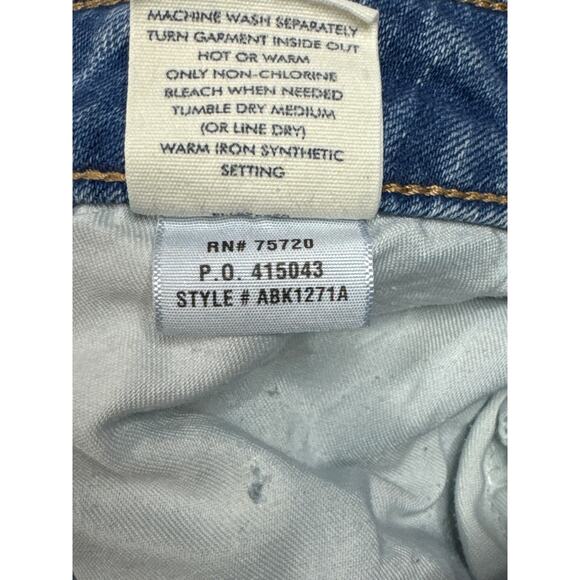 MACHINE WASH SEPARATELY
TURN GARMENT INSIDE OUT
HOT OR WARM
ONLY NON-CHLORINE
BLEACH WHEN NEEDED
TUMBLE DRY MEDIUM
(OR LINE DRY)
WARM IRON SYNTHETIC
SETTING
RN# 75720
P.O. 415043
STYLE # ABK1271A